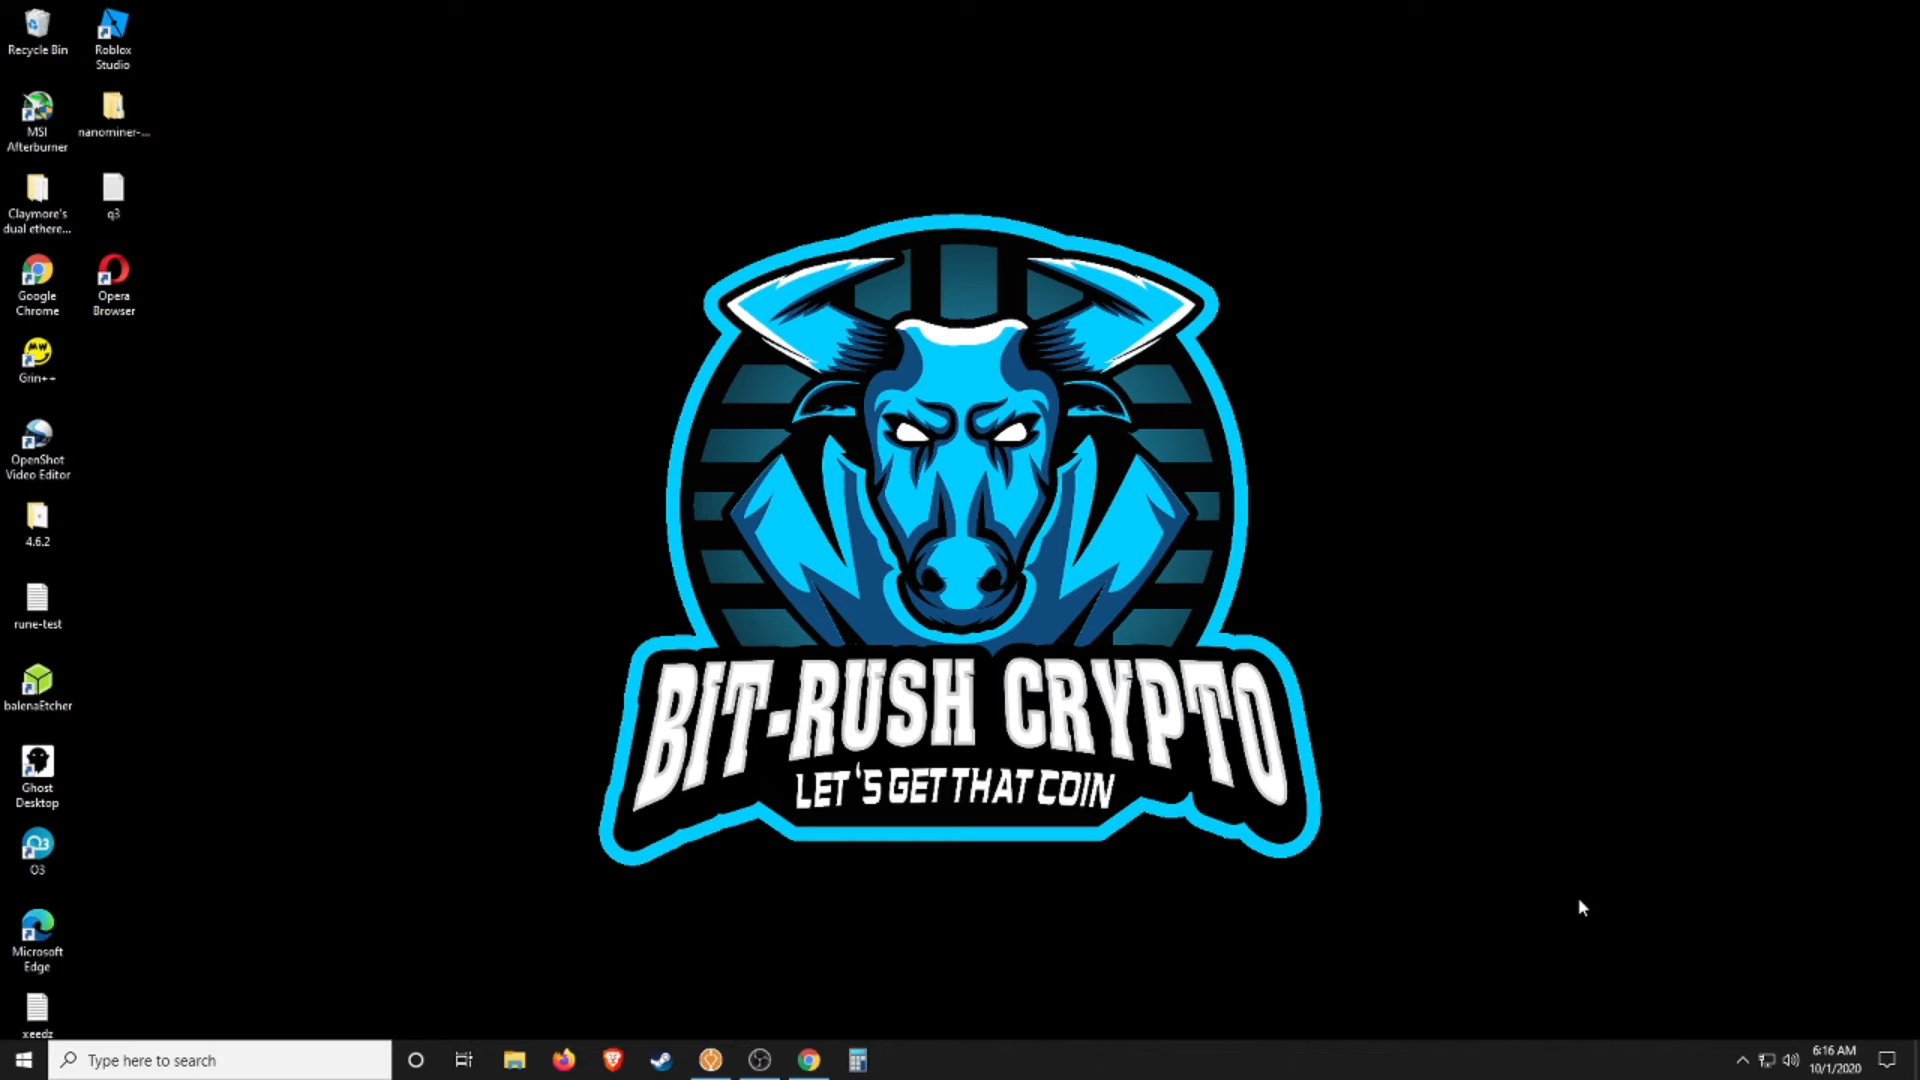 Recycle Bin
Roblox
Studio
MSI
Afterburner
nanominer-...
Claymore's
dual ethere...
q3
Google
Chrome
Opera
Browser
Grin++
OpenShot
Video Editor
4.6.2
rune-test
balenaEtcher
Ghost
Desktop
O3
Microsoft
Edge
xeedz
BIT-RUSH CRYPTO
LET'S GET THAT COIN
Type here to search
6:16 AM
10/1/2020